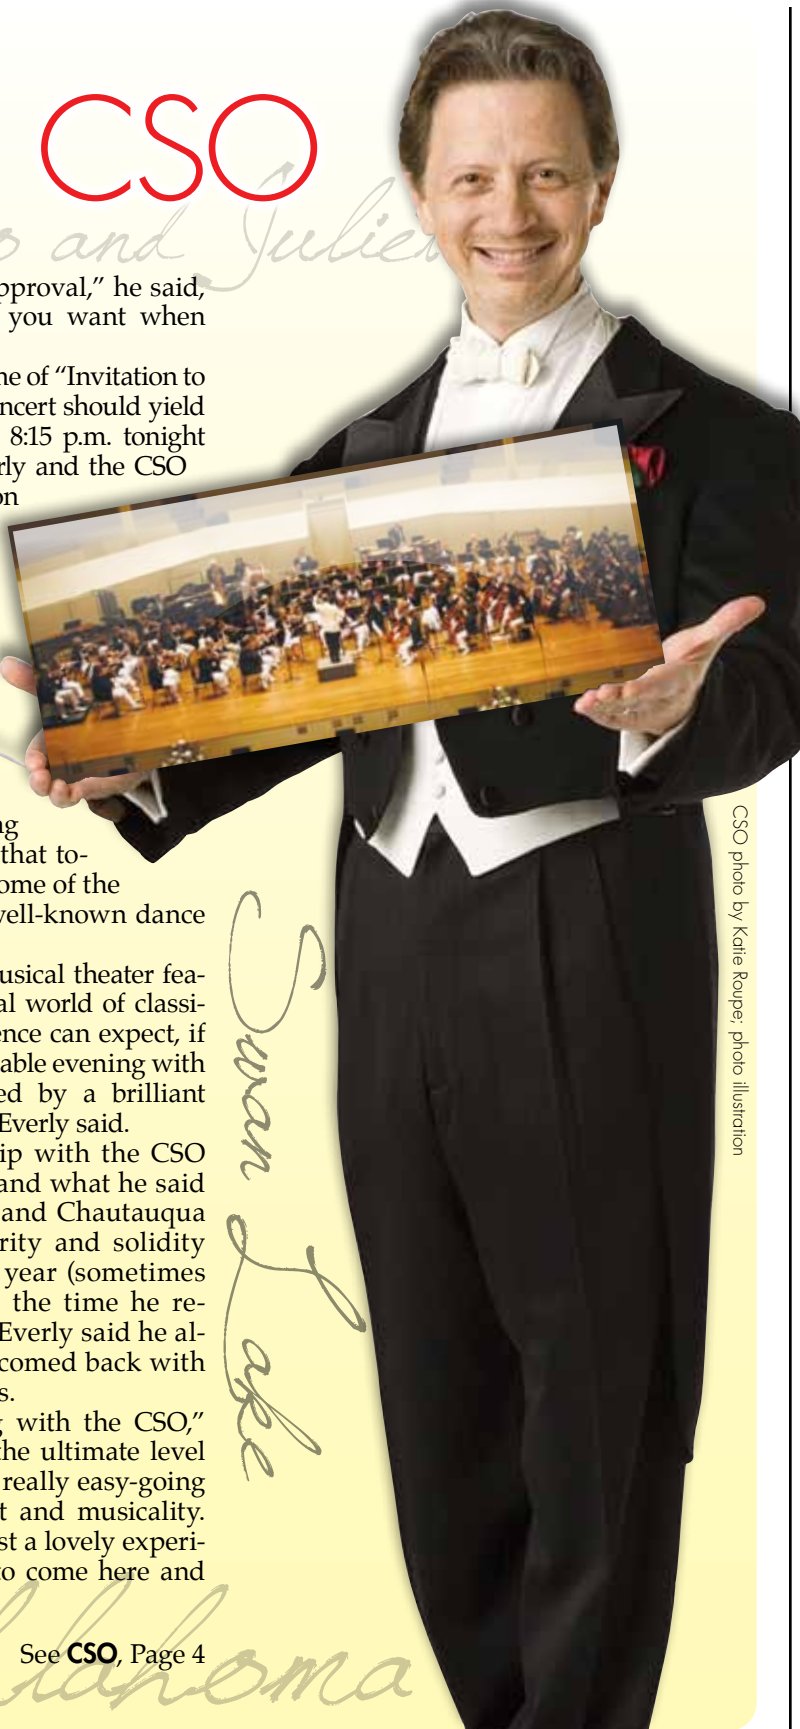 CSO
o and Juliet
pproval,” he said,
you want when
ne of “Invitation to
ncert should yield
8:15 p.m. tonight
rly and the CSO
on
ng
that to-
ome of the
vell-known dance
usical theater fea-
al world of classi-
ence can expect, if
able evening with
ed by a brilliant
Everly said.
ip with the CSO
and what he said
and Chautauqua
rity and solidity
year (sometimes
the time he re-
Everly said he al-
comed back with
s.
g with the CSO,”
the ultimate level
really easy-going
t and musicality.
st a lovely experi-
to come here and
See CSO, Page 4
Swan Lake
klahoma
CSO photo by Katie Roupe; photo illustration